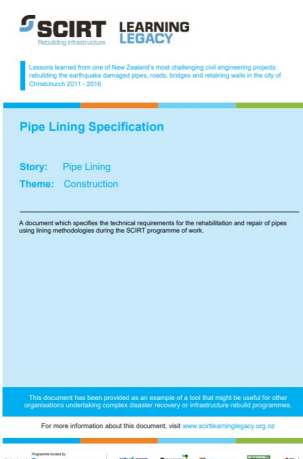 SCIRT
Rebuilding Infrastructure
LEARNING
LEGACY
Lessons learned from one of New Zealand's most challenging civil engineering projects:
rebuilding the earthquake damaged pipes, roads, bridges and retaining walls in the city of
Christchurch 2011 - 2016.
Pipe Lining Specification
Story: Pipe Lining
Theme: Construction
A document which specifies the technical requirements for the rehabilitation and repair of pipes
using lining methodologies during the SCIRT programme of work.
This document has been provided as an example of a tool that might be useful for other
organisations undertaking complex disaster recovery or infrastructure rebuild programmes.
For more information about this document, visit www.scirtlearninglegacy.org.nz
Programme funded by